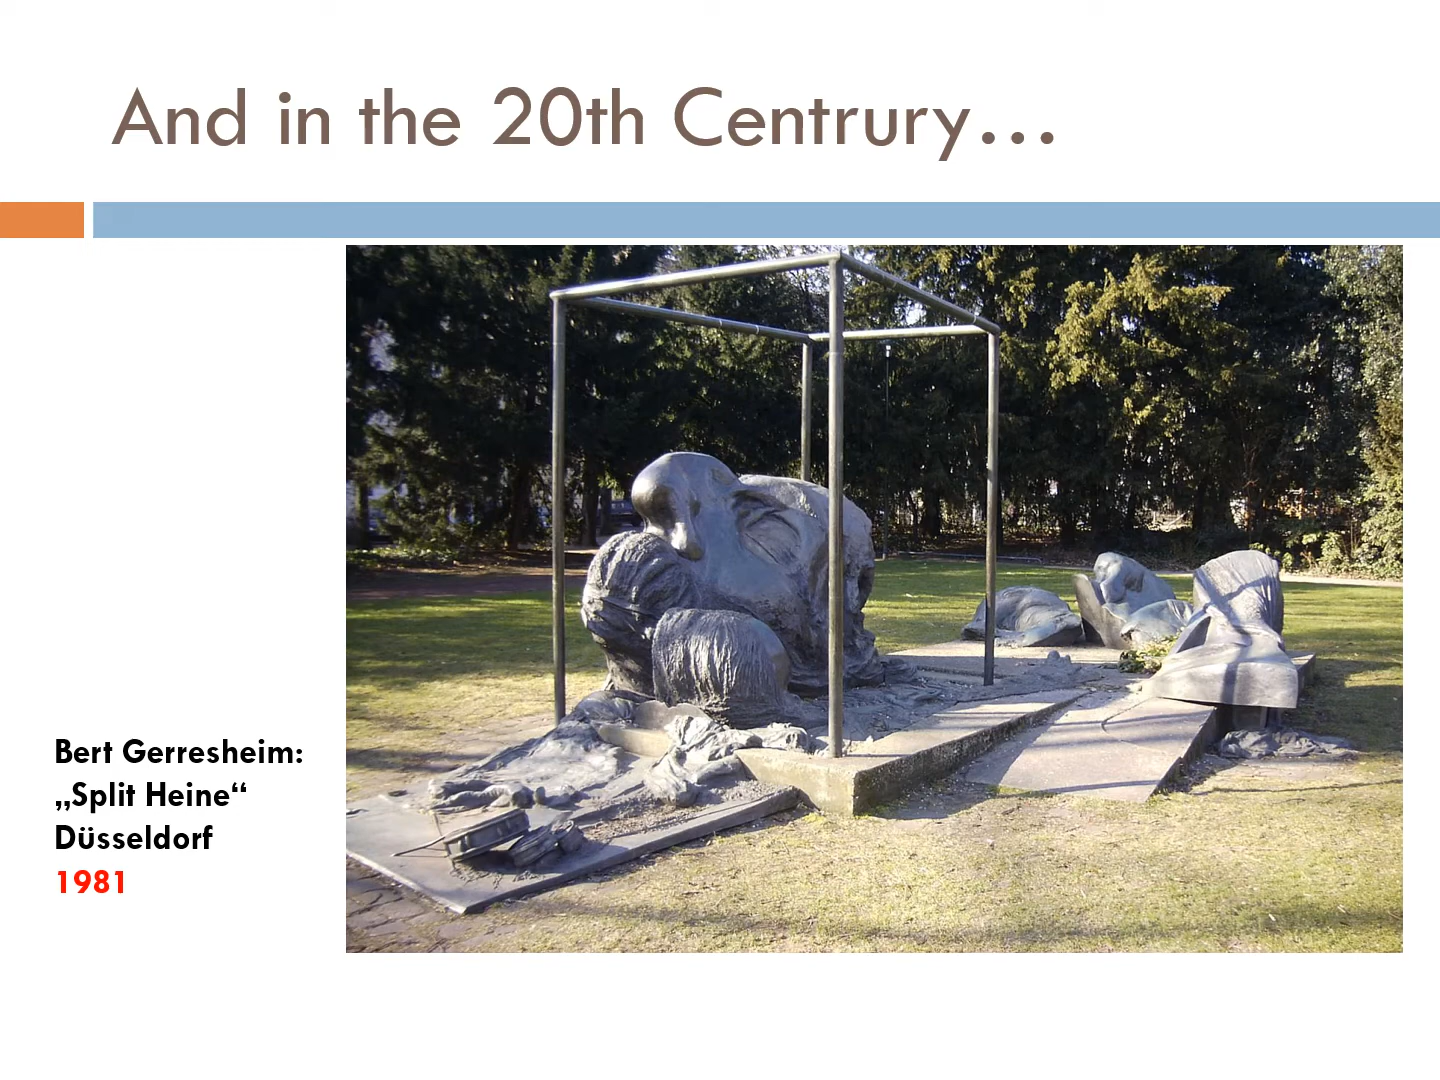 And in the 20th Centrury…
Bert Gerresheim:
„Split Heine“
Düsseldorf
1981